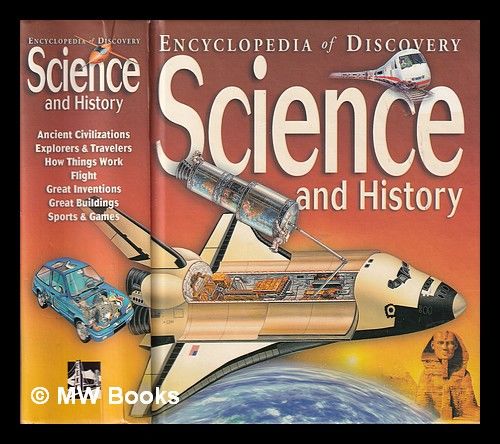 ENCYCLOPEDIA of DISCOVERY
Science
and History
Ancient Civilizations
Explorers & Travelers
How Things Work
Flight
Great Inventions
Great Buildings
Sports & Games
ENCYCLOPEDIA of DISCOVERY
Science
and History
© MW Books